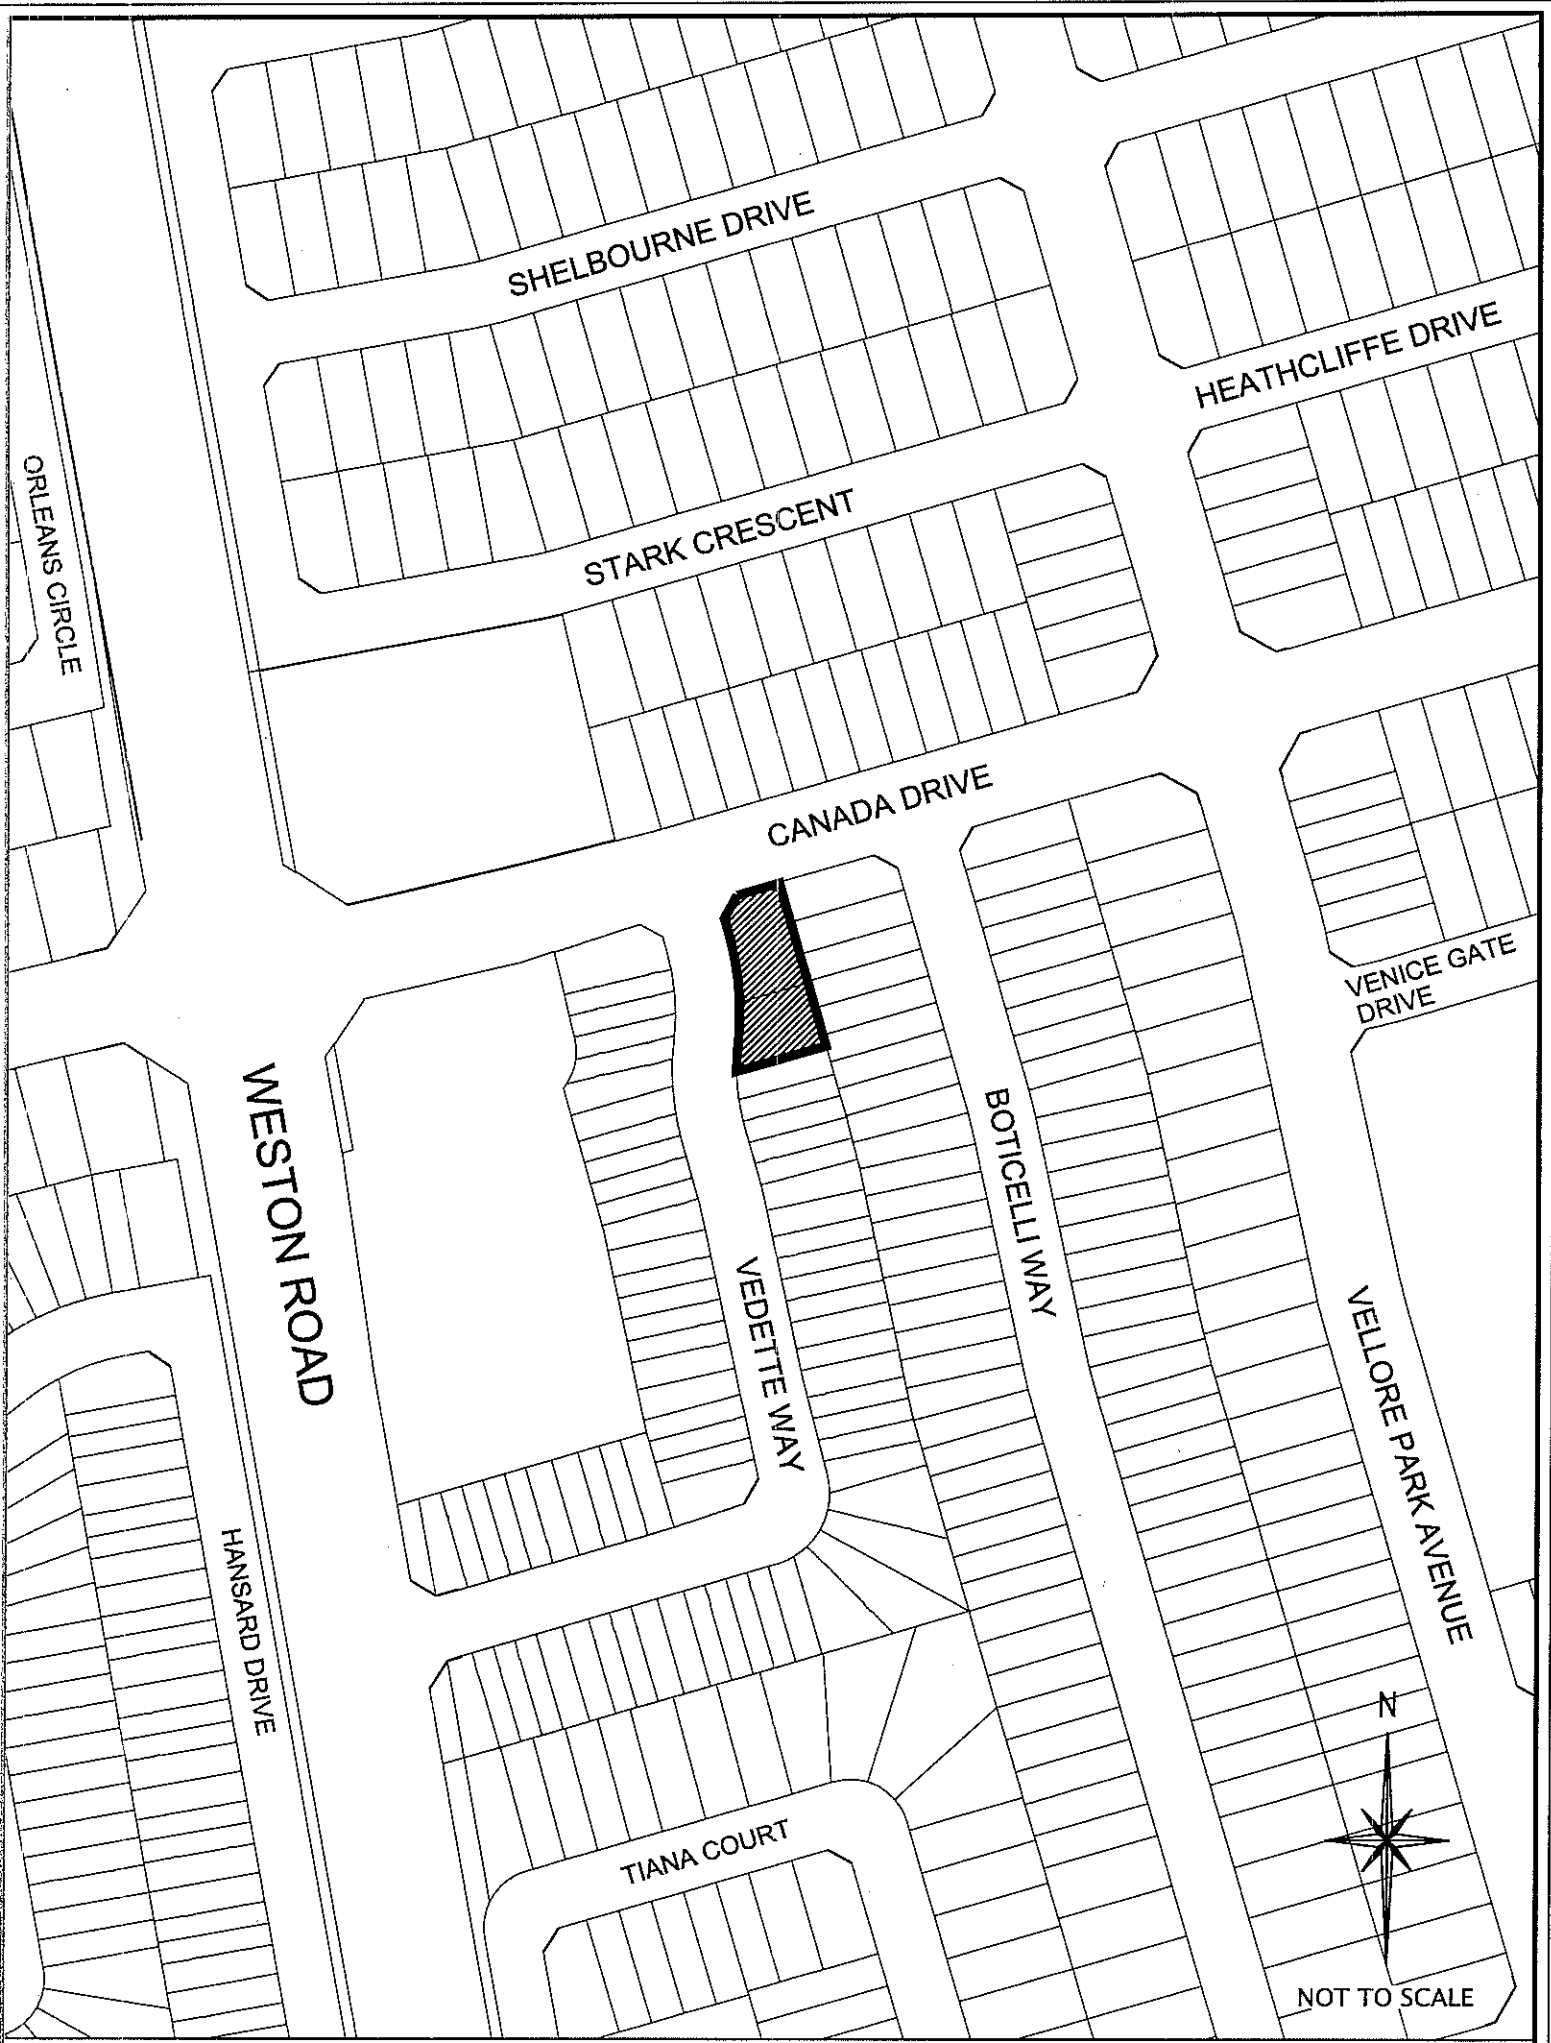 SHELBOURNE DRIVE
HEATHCLIFFE DRIVE
ORLEANS CIRCLE
STARK CRESCENT
CANADA DRIVE
VENICE GATE
DRIVE
WESTON ROAD
BOTICELLI WAY
VEDETTE WAY
VELLORE PARK AVENUE
HANSARD DRIVE
N
TIANA COURT
NOT TO SCALE